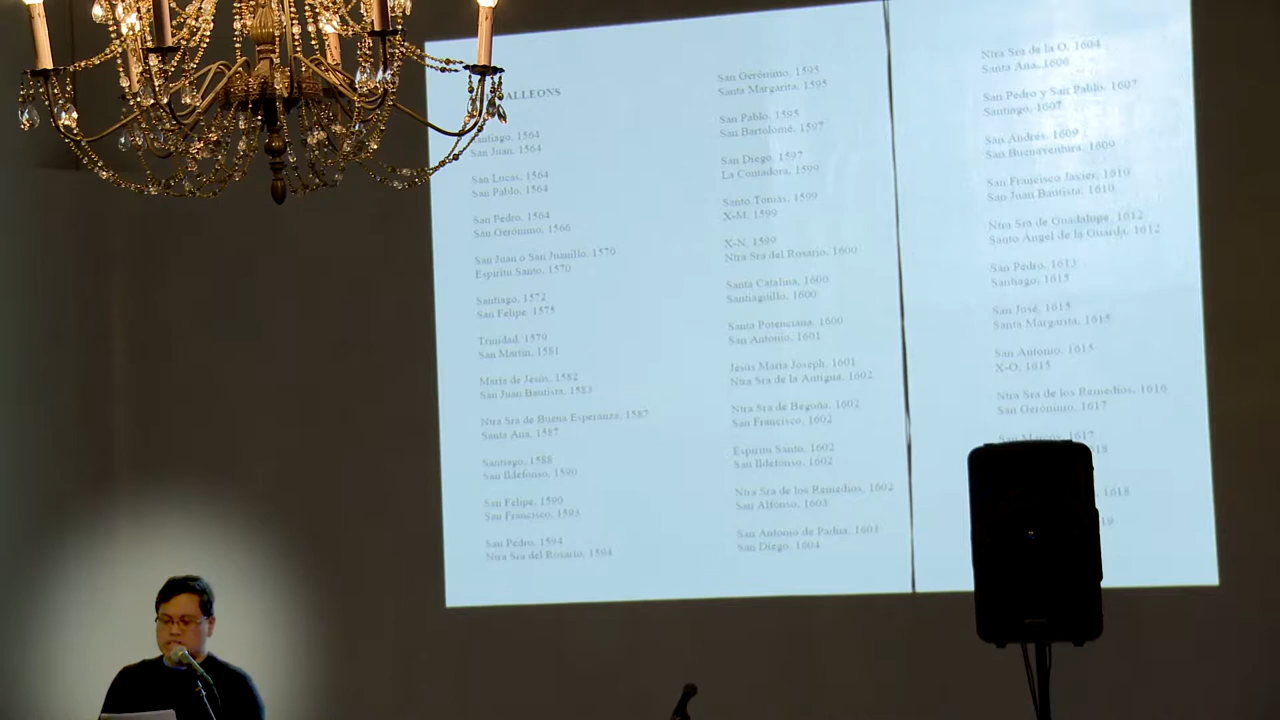 ALLEONS
Santiago, 1564
San Juan, 1564
San Lucas, 1564
San Pablo, 1564
San Pedro, 1564
San Gerónimo, 1566
San Juan o San Juanillo, 1570
Espíritu Santo, 1570
Santiago, 1572
San Felipe, 1575
Trinidad, 1579
San Martín, 1581
María de Jesús, 1582
San Juan Bautista, 1583
Ntra Sra de Buena Esperanza, 1587
Santa Ana, 1587
Santiago, 1588
San Ildefonso, 1590
San Felipe, 1590
San Francisco, 1593
San Pedro, 1594
Ntra Sra del Rosario, 1594
San Gerónimo, 1595
Santa Margarita, 1595
San Pablo, 1595
San Bartolomé, 1597
San Diego, 1597
La Contadora, 1599
Santo Tomás, 1599
X-M, 1599
X-N, 1599
Ntra Sra del Rosario, 1600
Santa Catalina, 1600
Santiaguillo, 1600
Santa Potenciana, 1600
San Antonio, 1601
Jesús María Joseph, 1601
Ntra Sra de la Antigua, 1602
Ntra Sra de Begoña, 1602
San Francisco, 1602
Espíritu Santo, 1602
San Ildefonso, 1602
Ntra Sra de los Remedios, 1602
San Alfonso, 1603
San Antonio de Padua, 1603
San Diego, 1604
Ntra Sra de la O, 1604
Santa Ana, 1606
San Pedro y San Pablo, 1607
Santiago, 1607
San Andrés, 1609
San Buenaventura, 1609
San Francisco Javier, 1610
San Juan Bautista, 1610
Ntra Sra de Guadalupe, 1612
Santo Ángel de la Guarda, 1612
San Pedro, 1613
Santiago, 1615
San José, 1615
Santa Margarita, 1615
San Antonio, 1615
X-O, 1615
Ntra Sra de los Remedios, 1616
San Gerónimo, 1617
San Marcos, 1617
18
, 1618
19